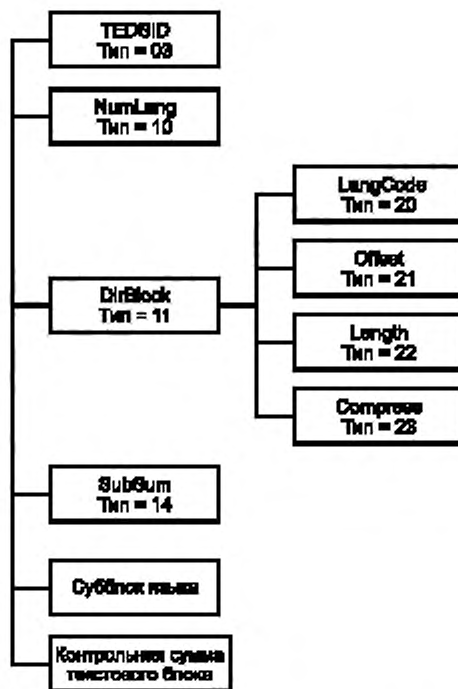 TEDSID
Тип = 03
NumLang
Тип = 10
DirBlock
Тип = 11
LangCode
Тип = 20
Offset
Тип = 21
Length
Тип = 22
Compress
Тип = 23
SubSum
Тип = 14
Субблок языка
Контрольная сумма
текстового блока